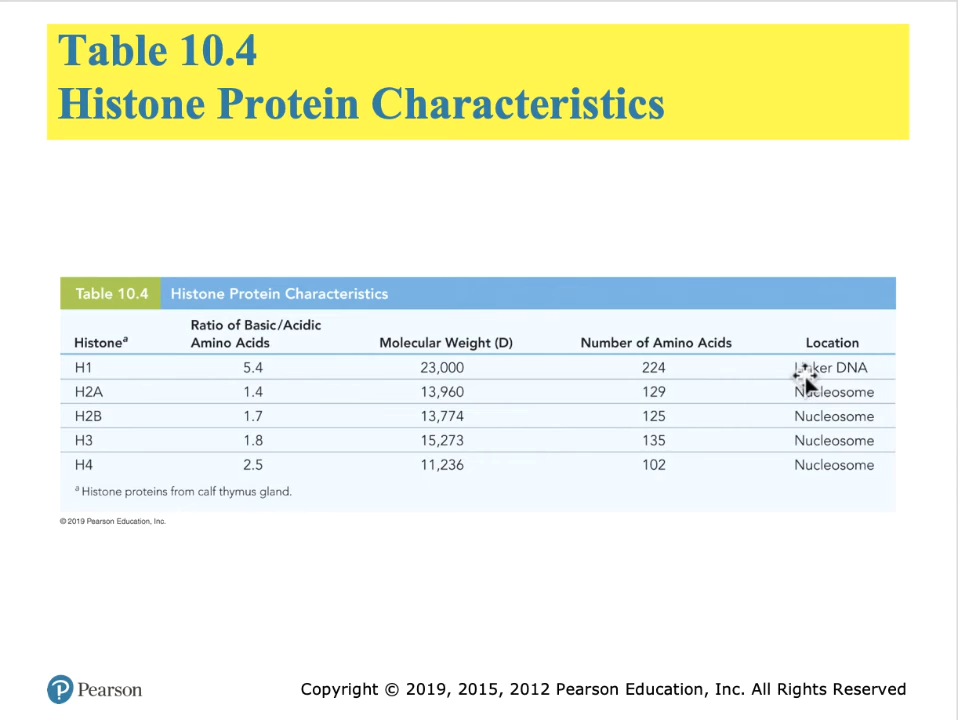 Table 10.4
Histone Protein Characteristics
Table 10.4 Histone Protein Characteristics
Histoneᵃ Ratio of Basic/Acidic Amino Acids Molecular Weight (D) Number of Amino Acids Location
H1 5.4 23,000 224 Linker DNA
H2A 1.4 13,960 129 Nucleosome
H2B 1.7 13,774 125 Nucleosome
H3 1.8 15,273 135 Nucleosome
H4 2.5 11,236 102 Nucleosome
ᵃ Histone proteins from calf thymus gland.
© 2019 Pearson Education, Inc.
P Pearson
Copyright © 2019, 2015, 2012 Pearson Education, Inc. All Rights Reserved